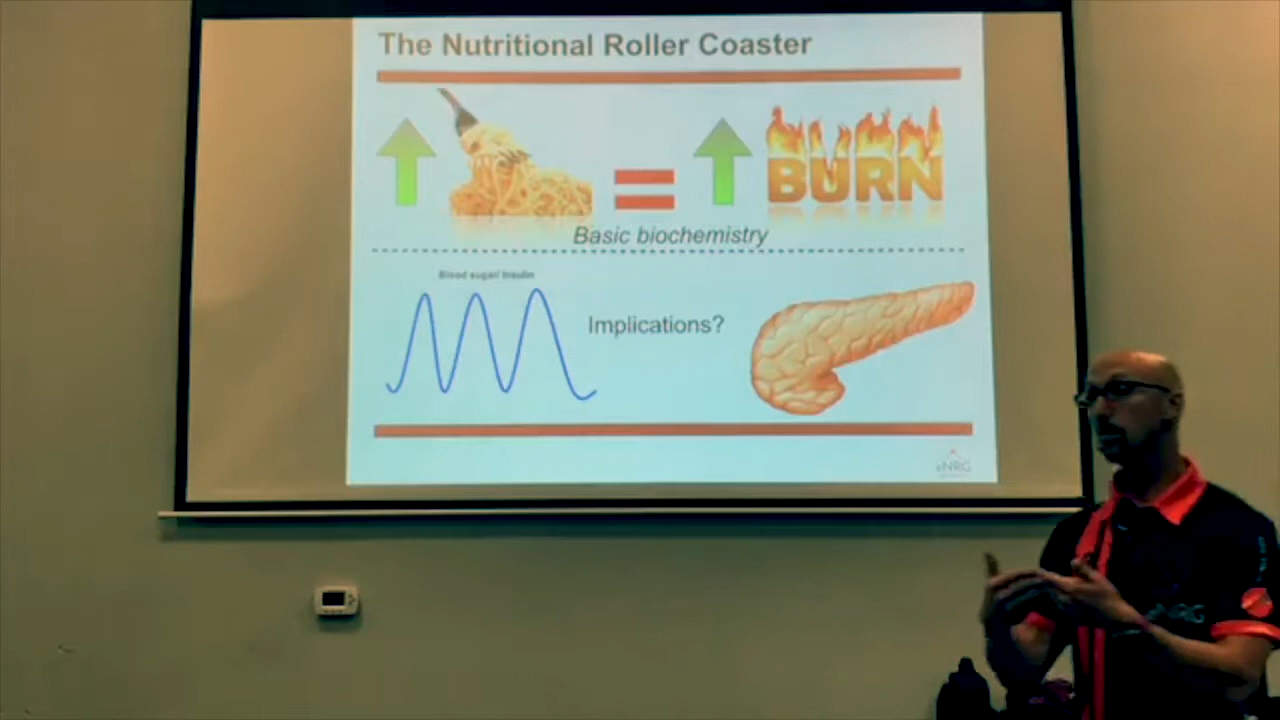 The Nutritional Roller Coaster
BURN
Basic biochemistry
Blood sugar/ Insulin
Implications?
eNRG